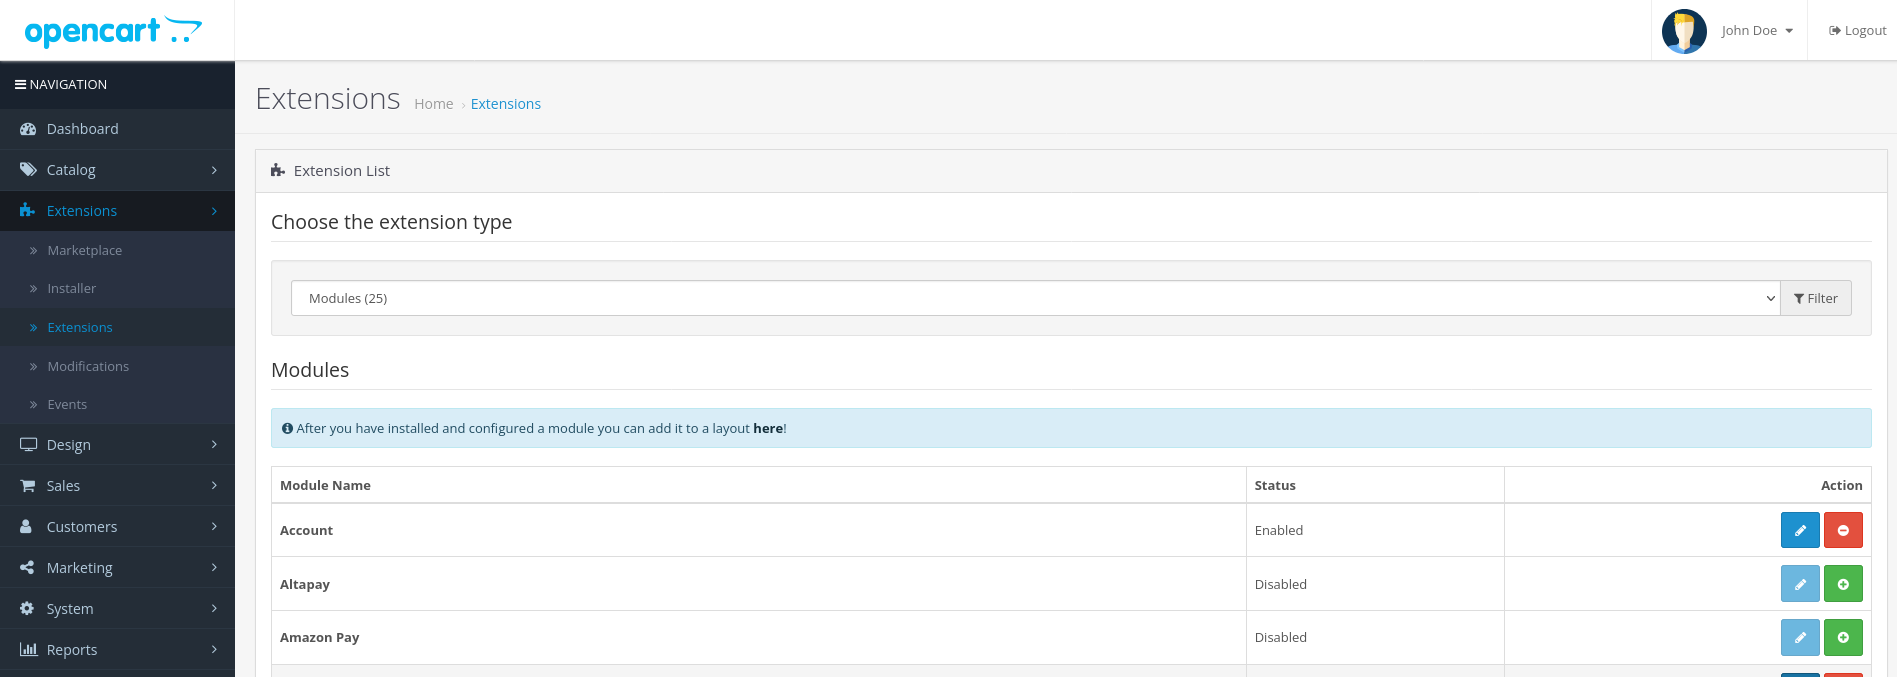 opencart
John Doe
Logout
NAVIGATION
Dashboard
Catalog
Extensions
Marketplace
Installer
Extensions
Modifications
Events
Design
Sales
Customers
Marketing
System
Reports
Extensions
Home › Extensions
Extension List
Choose the extension type
Modules (25)
Filter
Modules
After you have installed and configured a module you can add it to a layout here!
Module Name Status Action
Account Enabled
Altapay Disabled
Amazon Pay Disabled